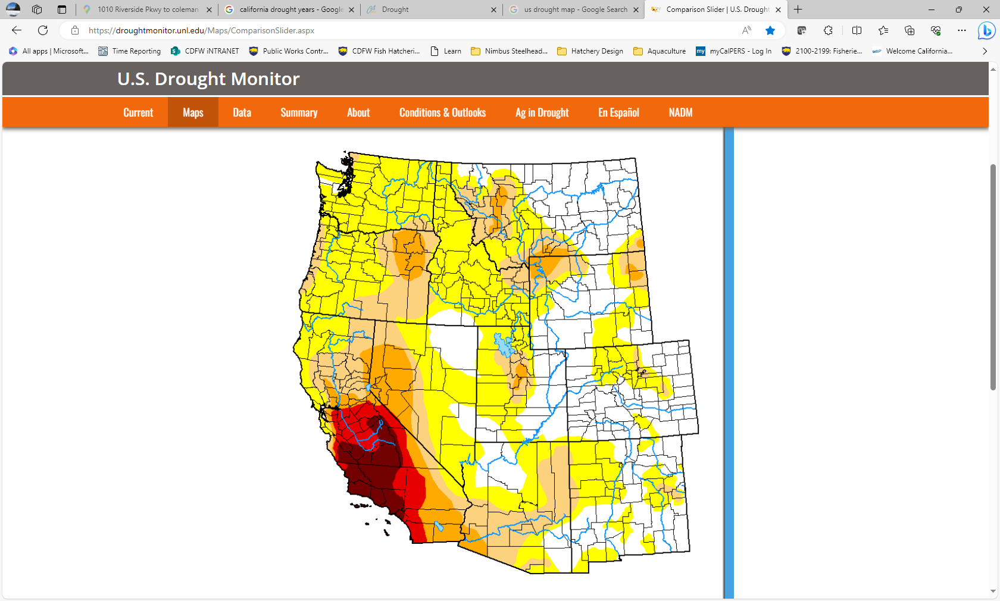 1010 Riverside Pkwy to coleman
california drought years - Google
Drought
us drought map - Google Search
Comparison Slider | U.S. Drought
https://droughtmonitor.unl.edu/Maps/ComparisonSlider.aspx
All apps | Microsoft...
Time Reporting
CDFW iNTRANET
Public Works Contr...
CDFW Fish Hatcheri...
Learn
Nimbus Steelhead...
Hatchery Design
Aquaculture
my
myCalPERS - Log In
2100-2199: Fisherie...
Welcome California...
U.S. Drought Monitor
Current
Maps
Data
Summary
About
Conditions & Outlooks
Ag in Drought
En Español
NADM